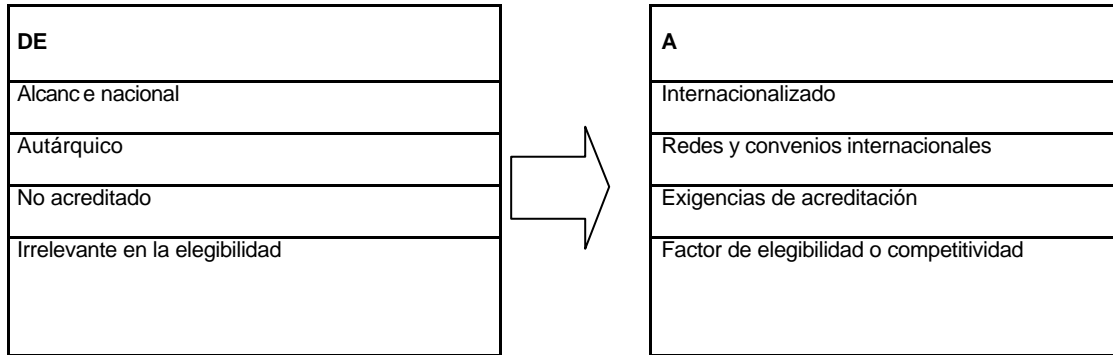 DE
Alcanc e nacional
Autárquico
No acreditado
Irrelevante en la elegibilidad
A
Internacionalizado
Redes y convenios internacionales
Exigencias de acreditación
Factor de elegibilidad o competitividad